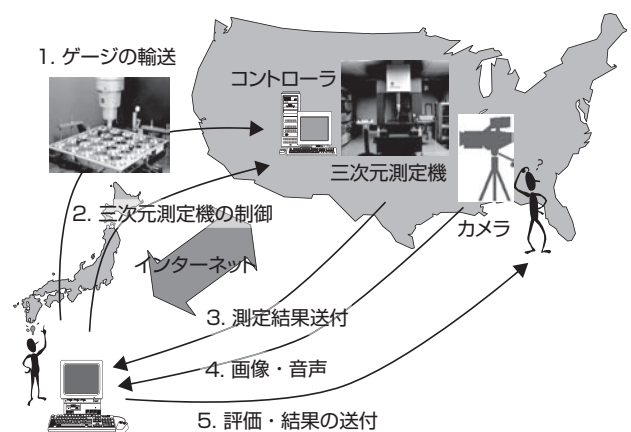 1. ゲージの輸送
コントローラ
三次元測定機
2. 三次元測定機の制御
カメラ
インターネット
3. 測定結果送付
4. 画像・音声
5. 評価・結果の送付